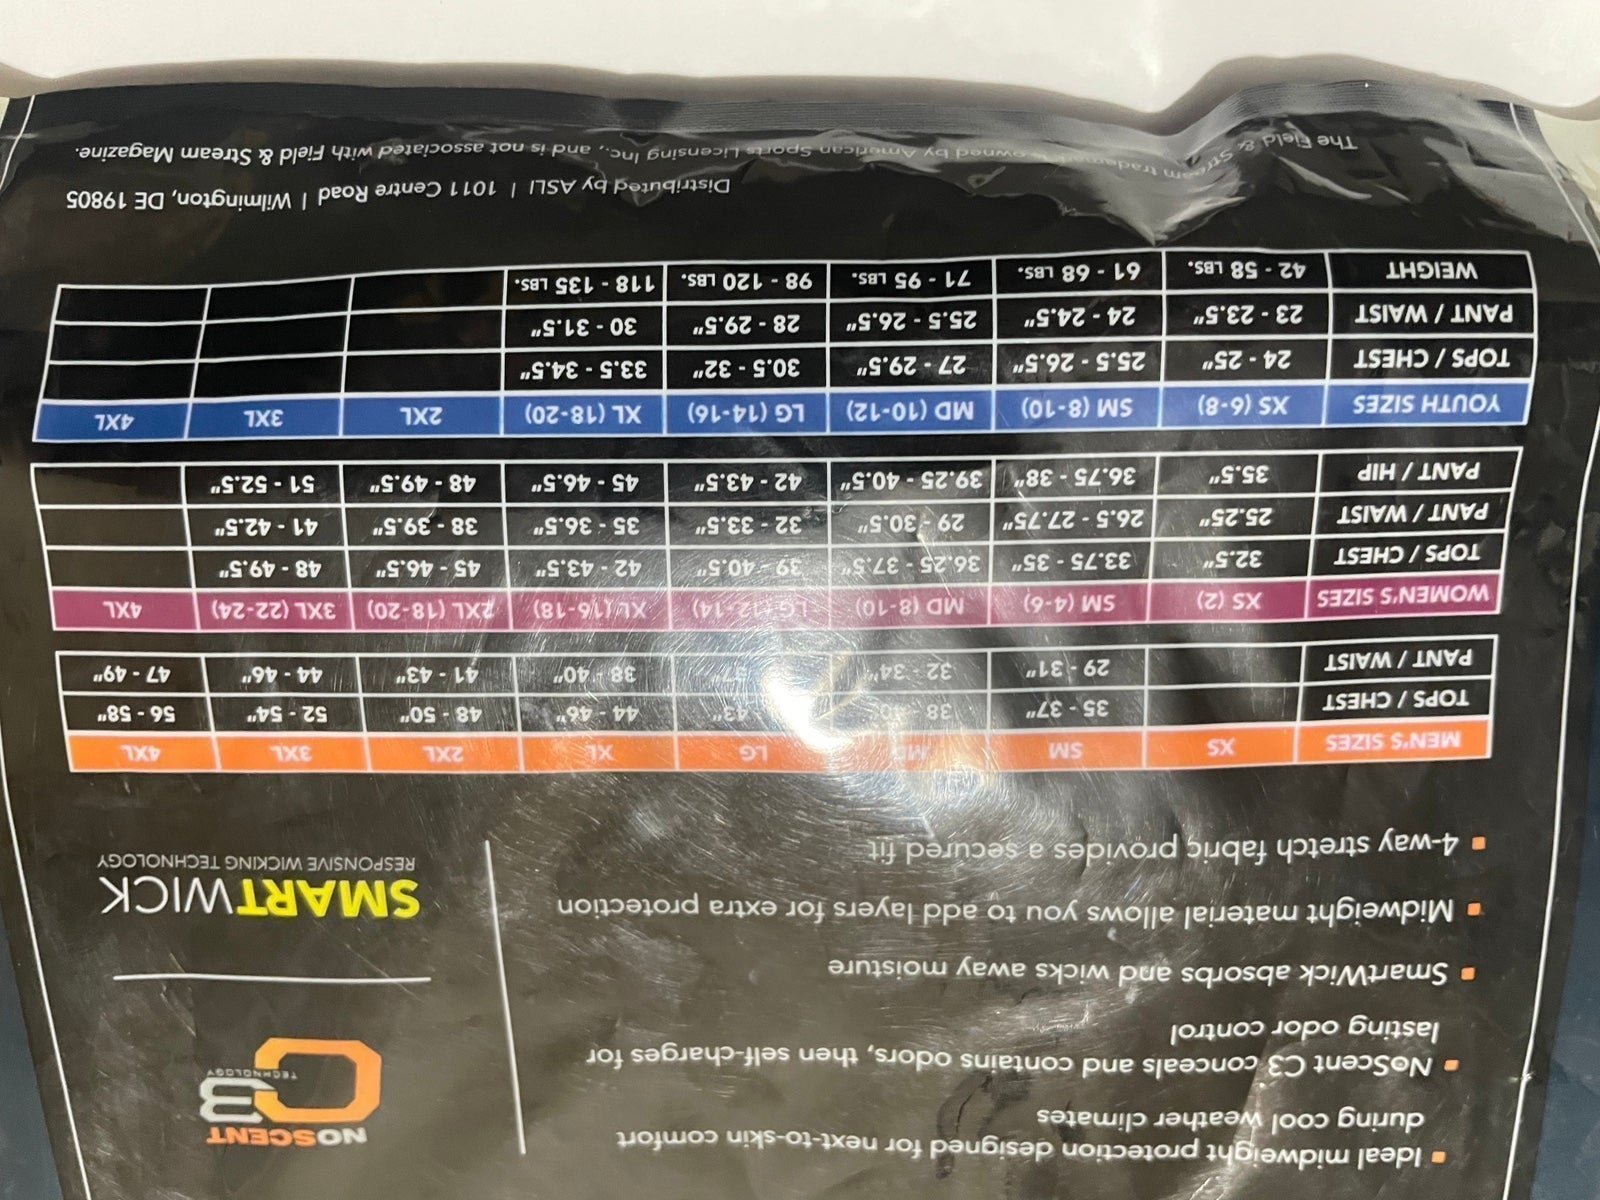 Ideal midweight protection designed for next-to-skin comfort
during cool weather climates
NoScent C3 conceals and contains odors, then self-charges for
lasting odor control
SmartWick absorbs and wicks away moisture
Midweight material allows you to add layers for extra protection
4-way stretch fabric provides a secured fit
NOSCENT
C3
TECHNOLOGY
SMARTWICK
RESPONSIVE WICKING TECHNOLOGY
MEN'S SIZES XS SM MD LG XL 2XL 3XL 4XL
TOPS / CHEST 35 - 37" 38 - 43" 44 - 46" 48 - 50" 52 - 54" 56 - 58"
PANT / WAIST 29 - 31" 32 - 34" 38 - 40" 41 - 43" 44 - 46" 47 - 49"
WOMEN'S SIZES XS (2) SM (4-6) MD (8-10) LG (12-14) XL (16-18) 2XL (18-20) 3XL (22-24) 4XL
TOPS / CHEST 32.5" 33.75 - 35" 36.25 - 37.5" 39 - 40.5" 42 - 43.5" 45 - 46.5" 48 - 49.5"
PANT / WAIST 25.25" 26.5 - 27.75" 29 - 30.5" 32 - 33.5" 35 - 36.5" 38 - 39.5" 41 - 42.5"
PANT / HIP 35.5" 36.75 - 38" 39.25 - 40.5" 42 - 43.5" 45 - 46.5" 48 - 49.5" 51 - 52.5"
YOUTH SIZES XS (6-8) SM (8-10) MD (10-12) LG (14-16) XL (18-20) 2XL 3XL 4XL
TOPS / CHEST 24 - 25" 25.5 - 26.5" 27 - 29.5" 30.5 - 32" 33.5 - 34.5"
PANT / WAIST 23 - 23.5" 24 - 24.5" 25.5 - 26.5" 28 - 29.5" 30 - 31.5"
WEIGHT 42 - 58 LBS. 61 - 68 LBS. 71 - 95 LBS. 98 - 120 LBS. 118 - 135 LBS.
Distributed by ASLI | 1011 Centre Road | Wilmington, DE 19805
The Field & Stream trademark owned by American Sports Licensing Inc., and is not associated with Field & Stream Magazine.